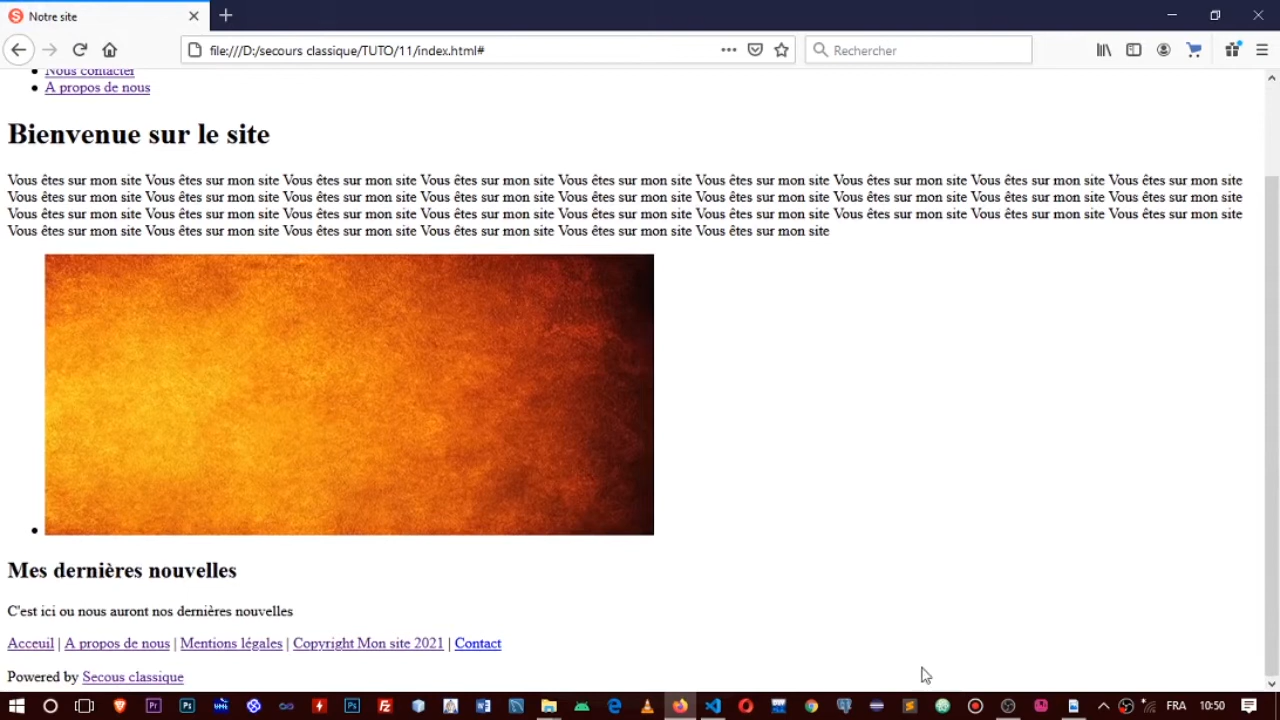 Notre site
file:///D:/secours classique/TUTO/11/index.html#
Rechercher
Nous contacter
A propos de nous
Bienvenue sur le site
Vous êtes sur mon site Vous êtes sur mon site Vous êtes sur mon site Vous êtes sur mon site Vous êtes sur mon site Vous êtes sur mon site Vous êtes sur mon site Vous êtes sur mon site Vous êtes sur mon site
Vous êtes sur mon site Vous êtes sur mon site Vous êtes sur mon site Vous êtes sur mon site Vous êtes sur mon site Vous êtes sur mon site Vous êtes sur mon site Vous êtes sur mon site Vous êtes sur mon site
Vous êtes sur mon site Vous êtes sur mon site Vous êtes sur mon site Vous êtes sur mon site Vous êtes sur mon site Vous êtes sur mon site Vous êtes sur mon site Vous êtes sur mon site Vous êtes sur mon site
Vous êtes sur mon site Vous êtes sur mon site Vous êtes sur mon site Vous êtes sur mon site Vous êtes sur mon site Vous êtes sur mon site
Mes dernières nouvelles
C'est ici ou nous auront nos dernières nouvelles
Acceuil | A propos de nous | Mentions légales | Copyright Mon site 2021 | Contact
Powered by Secous classique
FRA 10:50